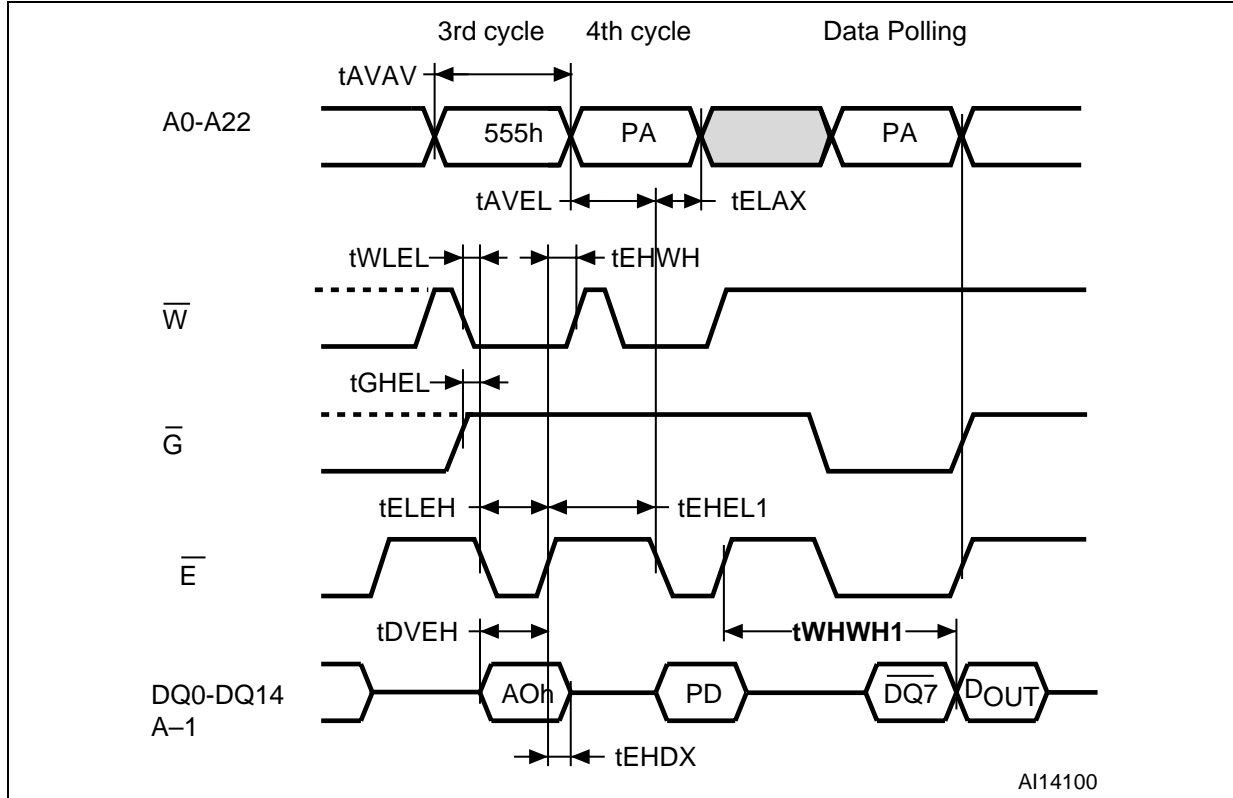 3rd cycle 4th cycle Data Polling
tAVAV
A0-A22 555h PA PA
tAVEL tELAX
tWLEL tEHWH
W
tGHEL
G
tELEH tEHEL1
E
tDVEH tWHWH1
DQ0-DQ14 AOh PD DQ7 DOUT
A–1
tEHDX
AI14100